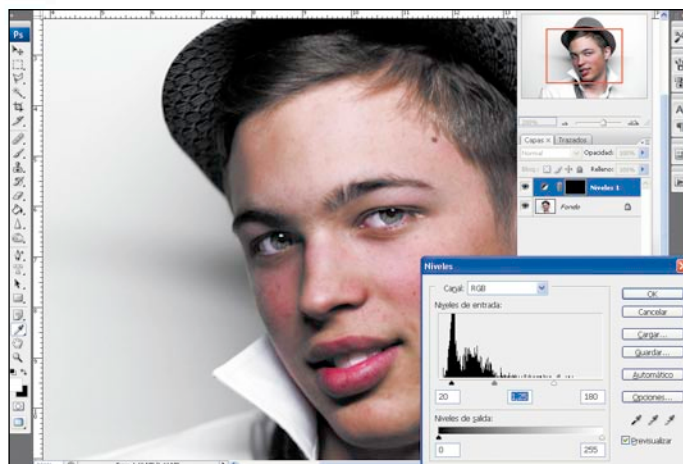 Ps
Capas × Trazados
Normal
Opacidad: 100%
Relleno: 100%
Niveles 1
Fondo
Niveles
Canal: RGB
Niveles de entrada:
20 1,25 180
Niveles de salida:
0 255
OK
Cancelar
Cargar...
Guardar...
Automático
Opciones...
Previsualizar